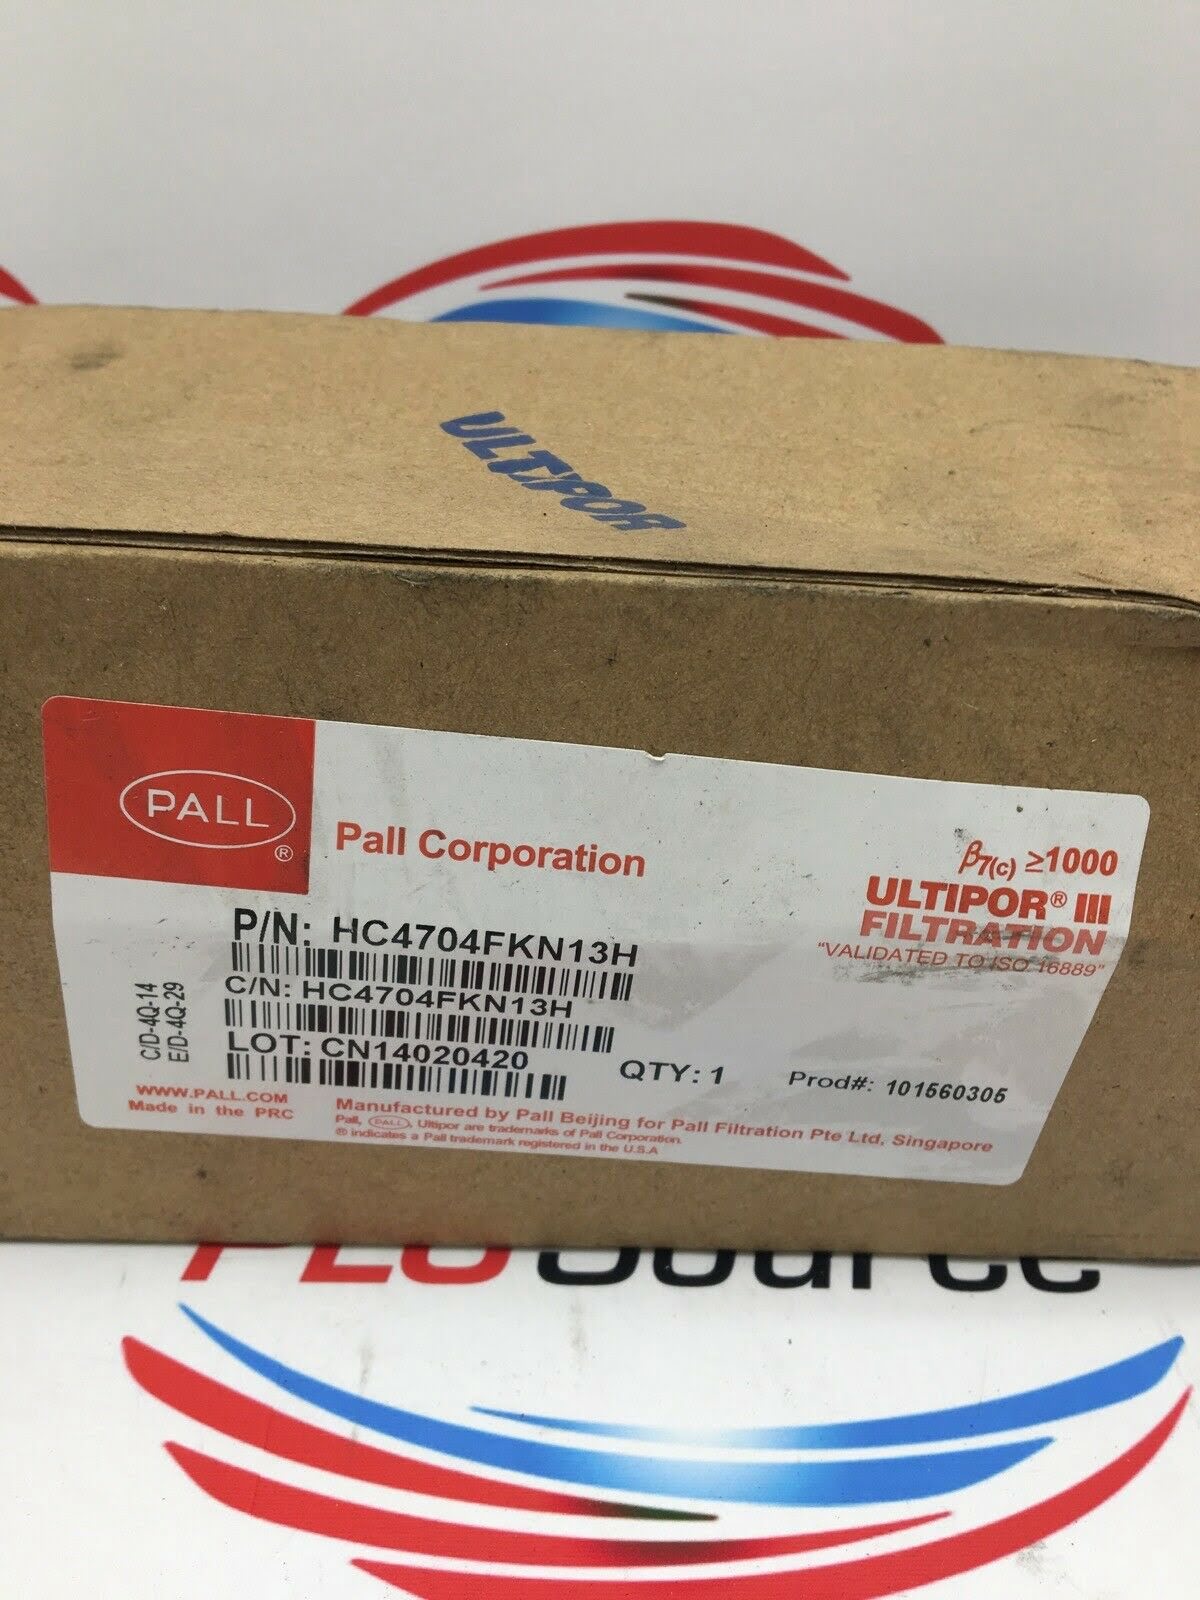 ULTIPOR
PALL
®
Pall Corporation
β7(c) ≥1000
ULTIPOR® III
FILTRATION
"VALIDATED TO ISO 16889"
P/N: HC4704FKN13H
C/N: HC4704FKN13H
LOT: CN14020420
QTY: 1
Prod#: 101560305
C/D-4Q-14
E/D-4Q-29
WWW.PALL.COM
Made in the PRC
Manufactured by Pall Beijing for Pall Filtration Pte Ltd, Singapore
Pall, PALL, Ultipor are trademarks of Pall Corporation.
® indicates a Pall trademark registered in the U.S.A
PLCSource